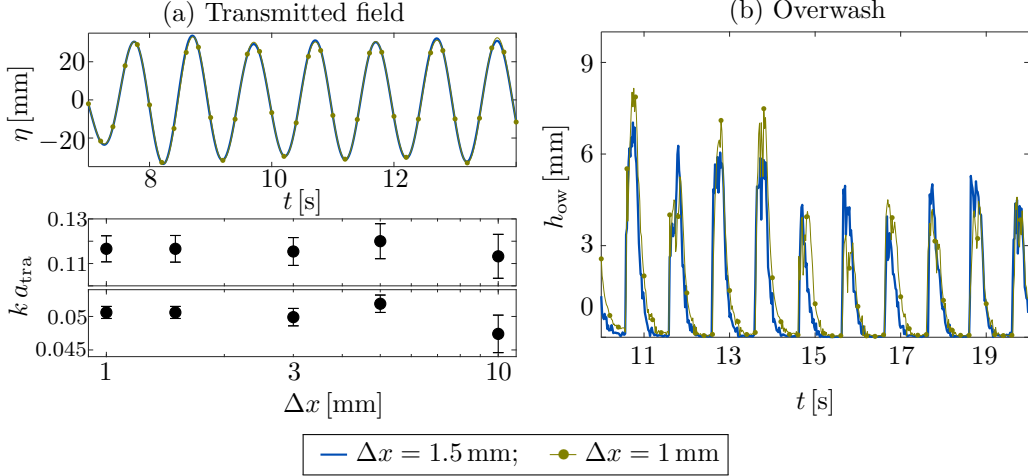 (a) Transmitted field
η [mm]
20
0
−20
8
10
12
t [s]
k a_tra
0.13
0.11
0.05
0.045
1
3
10
Δx [mm]
(b) Overwash
h_ow [mm]
9
6
3
0
11
13
15
17
19
t [s]
Δx = 1.5 mm; Δx = 1 mm